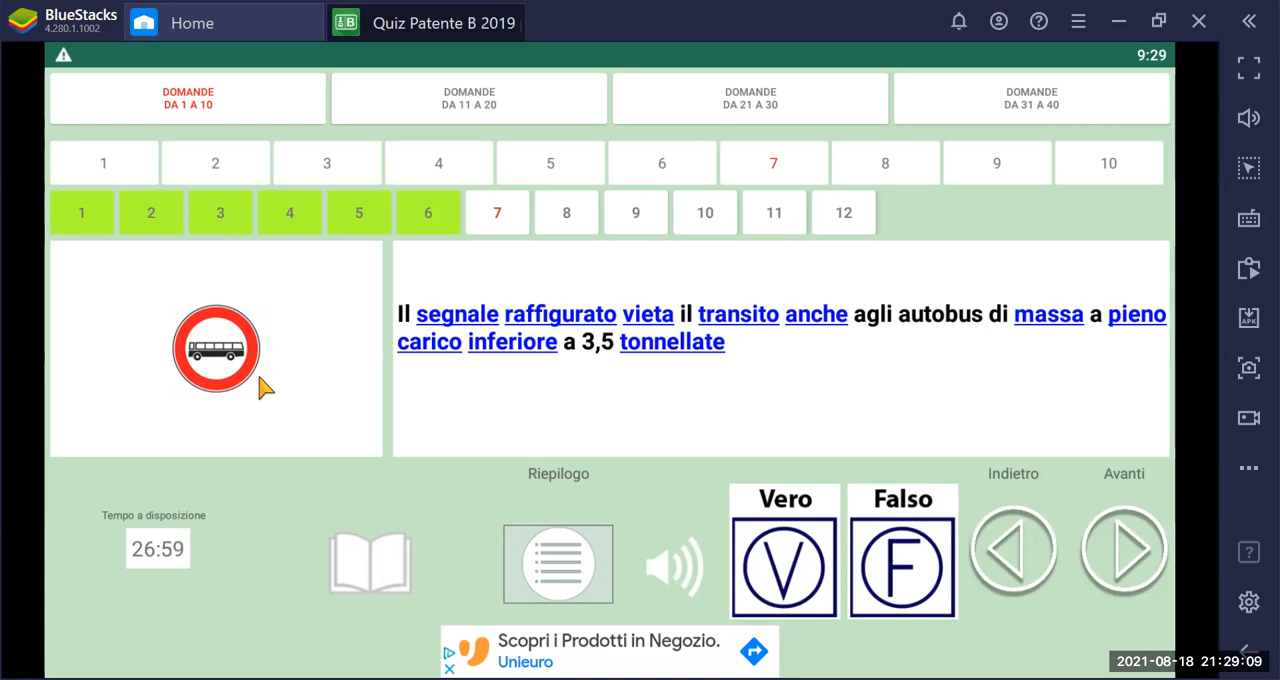 BlueStacks
4.280.1.1002
Home
Quiz Patente B 2019
9:29
DOMANDE
DA 1 A 10
DOMANDE
DA 11 A 20
DOMANDE
DA 21 A 30
DOMANDE
DA 31 A 40
1 2 3 4 5 6 7 8 9 10
1 2 3 4 5 6 7 8 9 10 11 12
Il segnale raffigurato vieta il transito anche agli autobus di massa a pieno
carico inferiore a 3,5 tonnellate
Riepilogo
Indietro
Avanti
Tempo a disposizione
26:59
Vero
Falso
V
F
Scopri i Prodotti in Negozio.
Unieuro
APK
2021-08-18 21:29:09